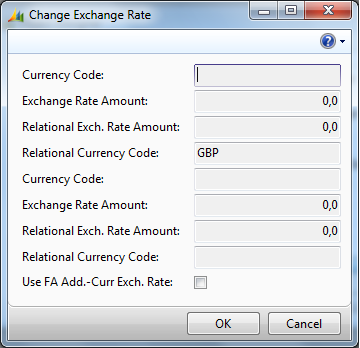 Change Exchange Rate
Currency Code:
Exchange Rate Amount: 0,0
Relational Exch. Rate Amount: 0,0
Relational Currency Code: GBP
Currency Code:
Exchange Rate Amount: 0,0
Relational Exch. Rate Amount: 0,0
Relational Currency Code:
Use FA Add.-Curr Exch. Rate:
OK Cancel